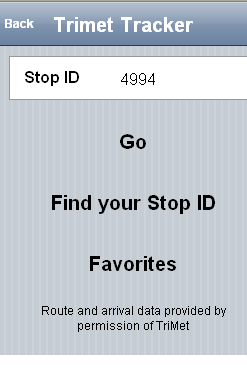 Back Trimet Tracker
Stop ID 4994
Go
Find your Stop ID
Favorites
Route and arrival data provided by
permission of TriMet